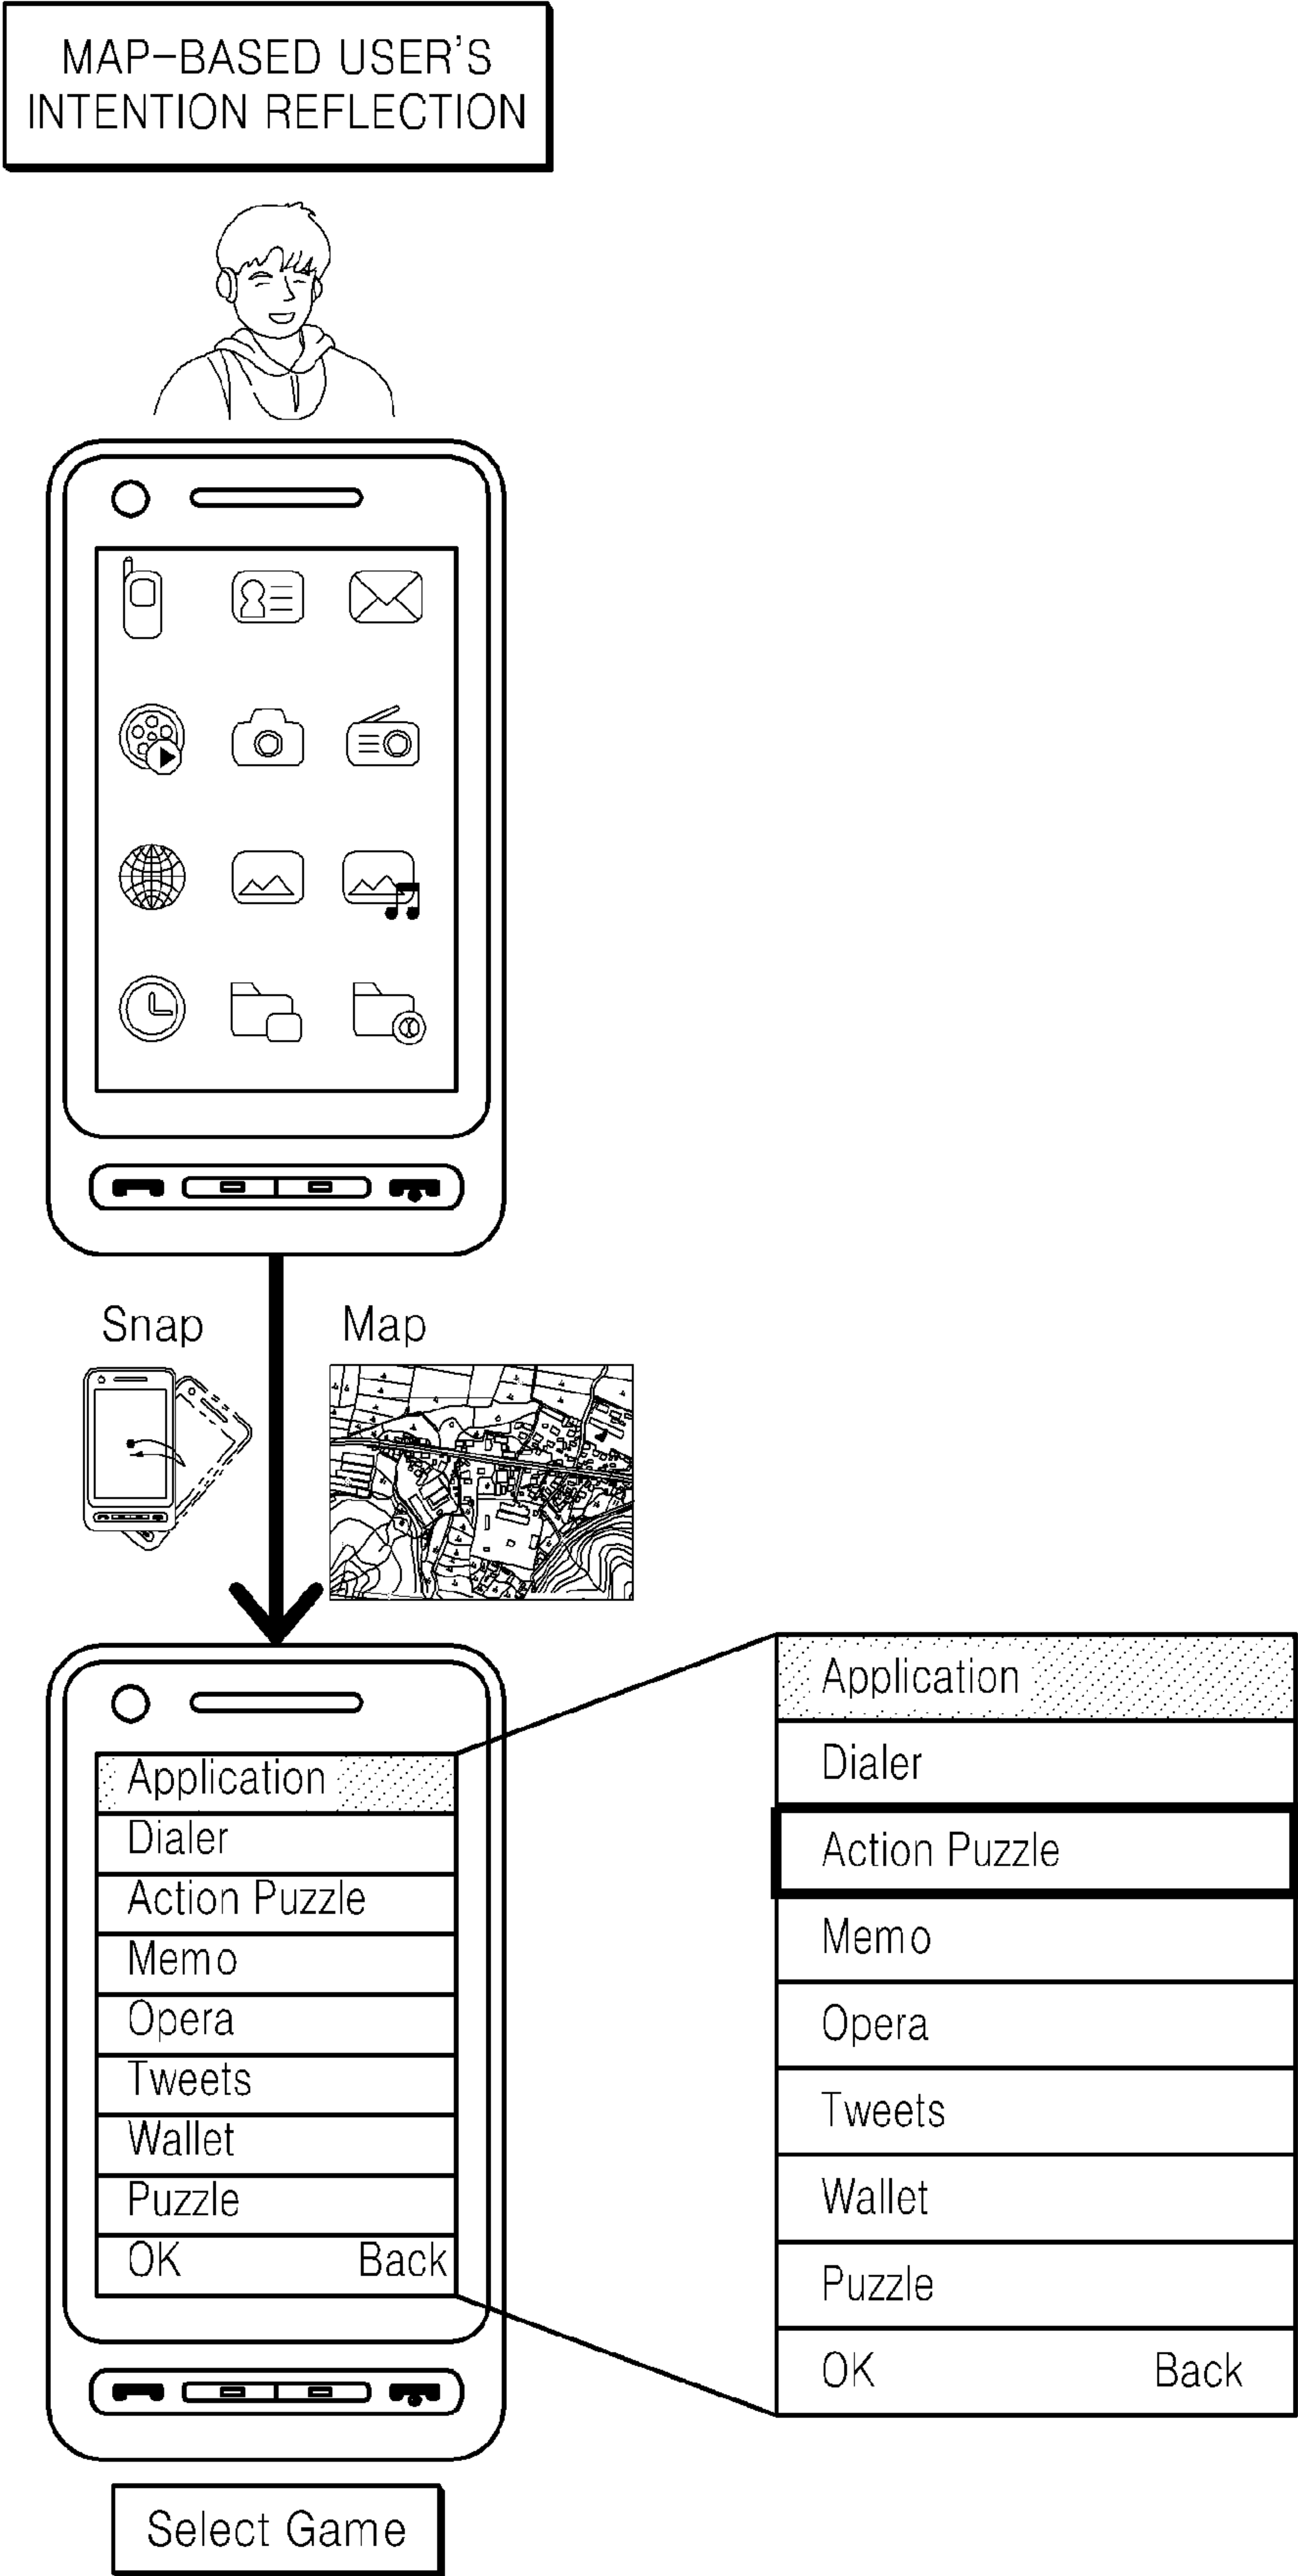 MAP-BASED USER'S
INTENTION REFLECTION
Snap
Map
Application
Dialer
Action Puzzle
Memo
Opera
Tweets
Wallet
Puzzle
OK Back
Application
Dialer
Action Puzzle
Memo
Opera
Tweets
Wallet
Puzzle
OK Back
Select Game